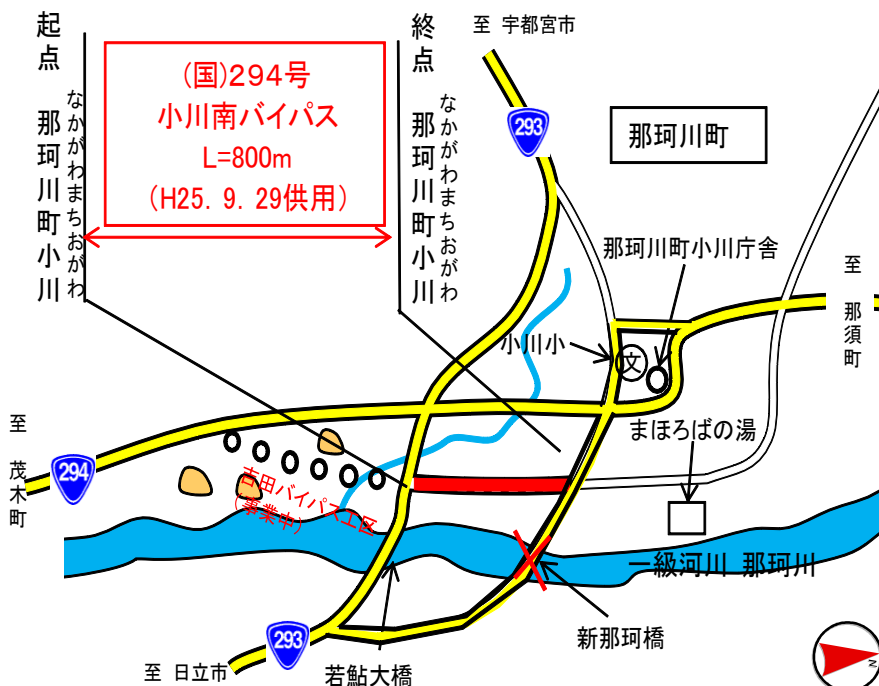 起点 那珂川町小川
なかがわまちおがわ
(国)294号
小川南バイパス
L=800m
(H25. 9. 29供用)
終点 那珂川町小川
なかがわまちおがわ
至 宇都宮市
293
那珂川町
那珂川町小川庁舎
至 那須町
小川小
文
まほろばの湯
至 茂木町
294
吉田バイパス工区
(事業中)
一級河川 那珂川
新那珂橋
293
至 日立市
若鮎大橋
N